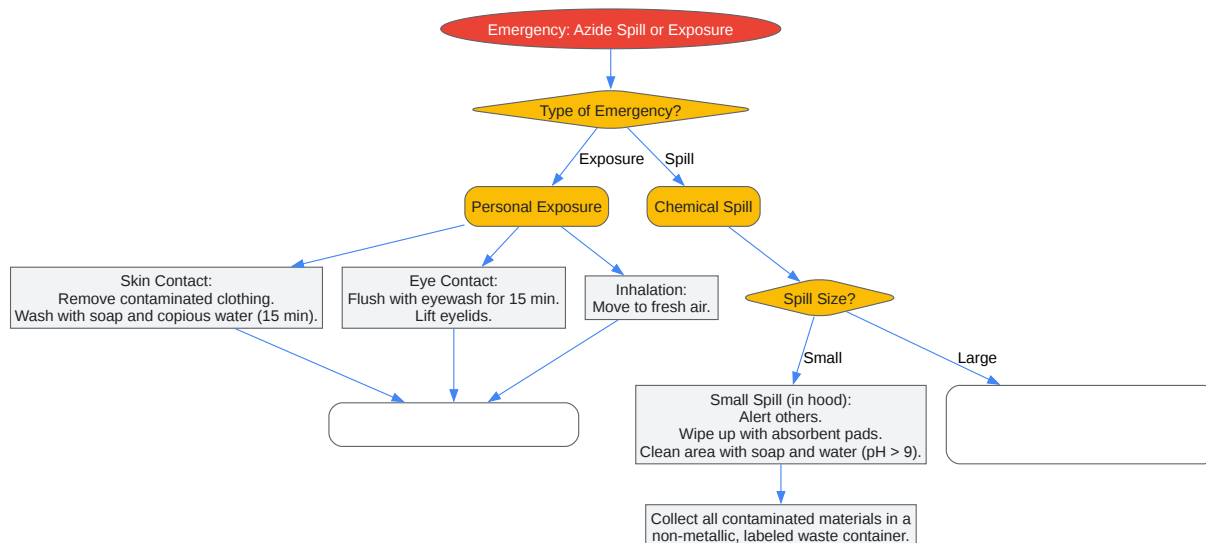 Emergency: Azide Spill or Exposure
Type of Emergency?
Exposure
Spill
Personal Exposure
Chemical Spill
Skin Contact:
Remove contaminated clothing.
Wash with soap and copious water (15 min).
Eye Contact:
Flush with eyewash for 15 min.
Lift eyelids.
Inhalation:
Move to fresh air.
Spill Size?
Small
Large
Small Spill (in hood):
Alert others.
Wipe up with absorbent pads.
Clean area with soap and water (pH > 9).
Collect all contaminated materials in a
non-metallic, labeled waste container.